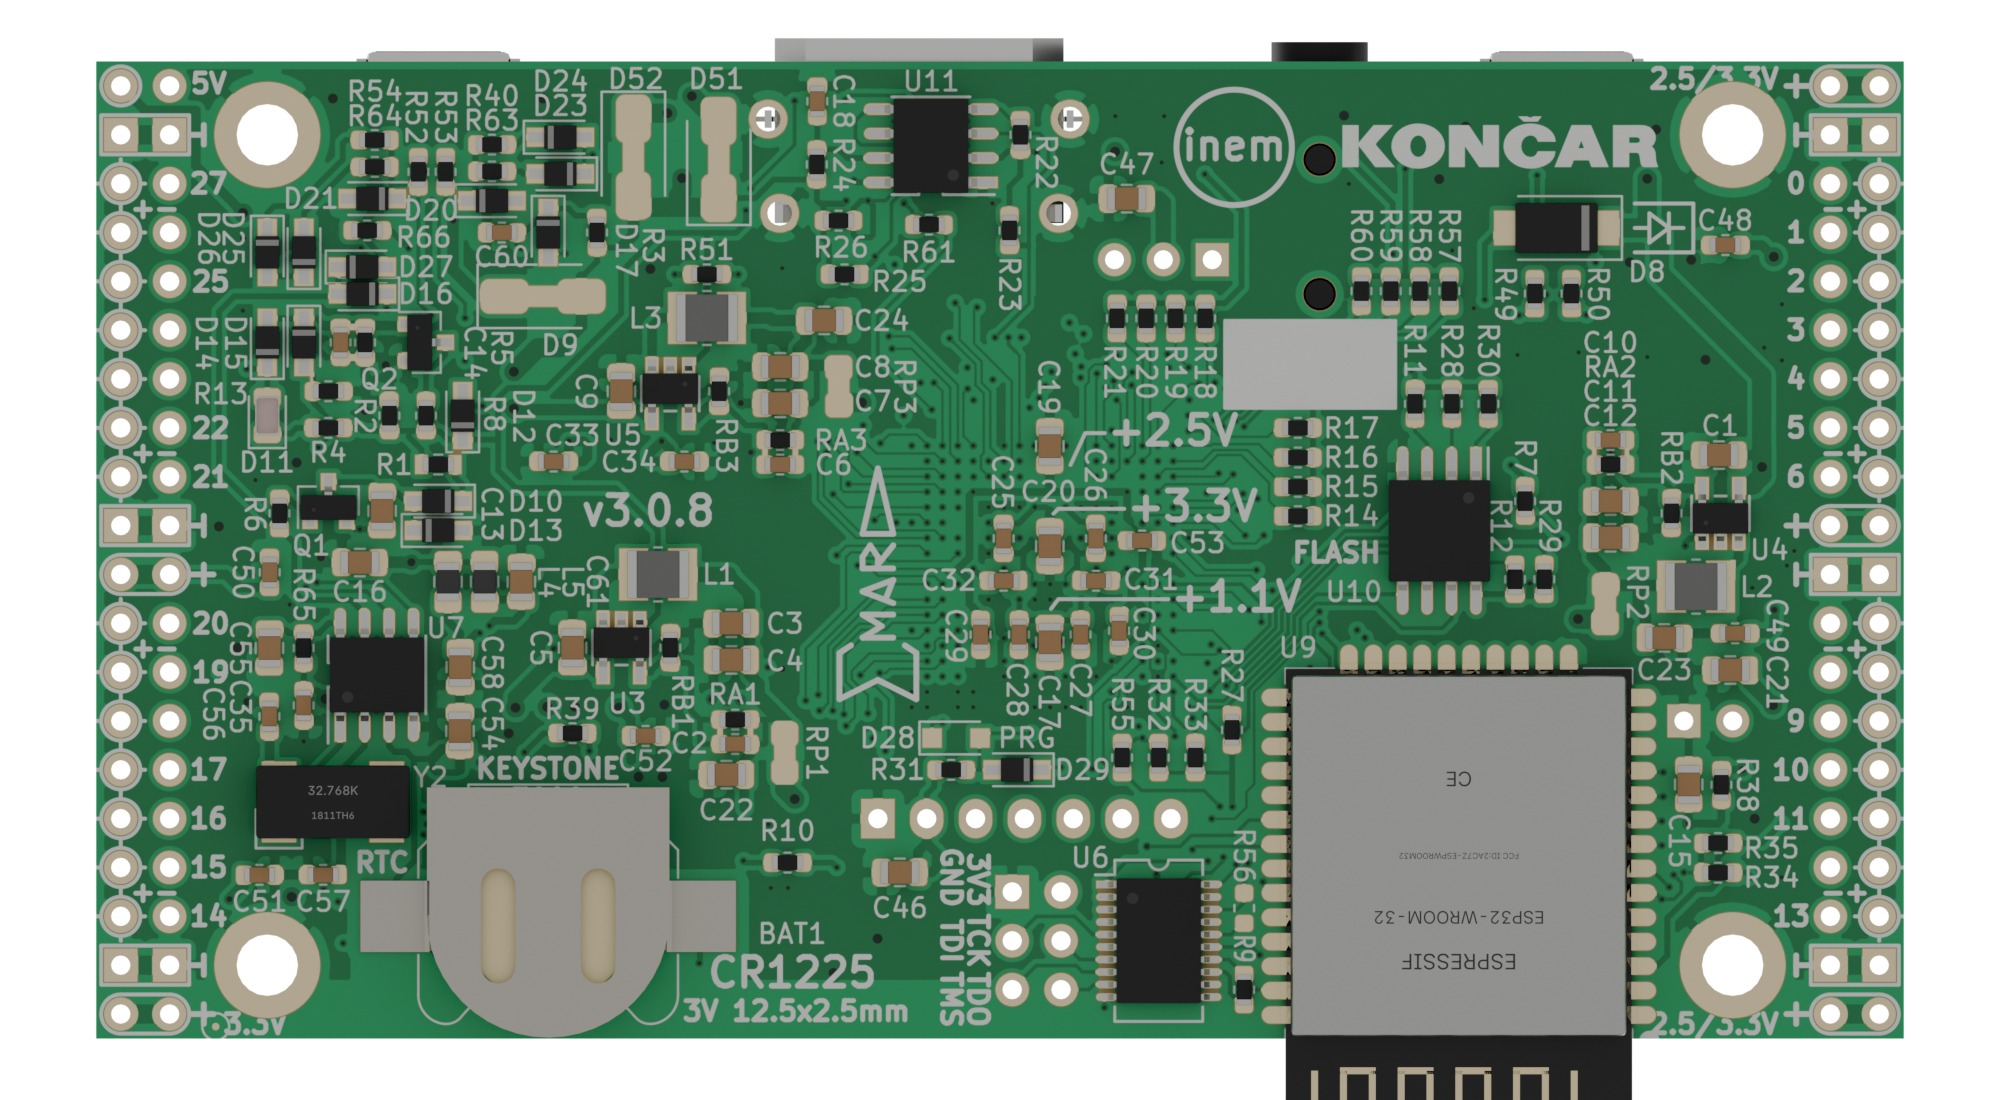 5V
R54
R64
R52
R53
R40
R63
D24
D23
D52
D51
C18
U11
R24
R22
inem
KONČAR
2.5/3.3V
+
27
+ -
D21
D20
R66
C60
D26
D25
D27
D16
D17
R3
R51
R26
R61
R25
R23
C47
R60
R59
R58
R57
D8
C48
R49
R50
0
- +
1
2
3
4
5
- +
6
25
D14
D15
R13
Q2
C14
R5
D9
L3
C24
C8
C7
RP3
C9
U5
RB3
RA3
C6
C33
C34
R2
R8
D12
R4
R1
D11
22
+ -
21
R21
R20
R19
R18
R11
R28
R30
C19
+2.5V
R17
R16
R15
R14
C10
RA2
C11
C12
RB2
C1
R7
R12
R29
C25
C20
C26
+3.3V
C53
FLASH
U10
U4
L2
RP2
R6
Q1
C13
D10
D13
v3.0.8
MAR
C32
C31
+1.1V
+
C50
R65
C16
L4
L5
C61
L1
C3
C4
C5
U3
RB1
RA1
C2
C22
RP1
R39
C52
20
+ -
19
C55
C35
C56
U7
C58
C54
C29
C28
C17
C27
C30
R55
R32
R33
R27
U9
C23
C49
C21
- +
9
D28
PRG
R31
D29
17
16
15
+ -
14
32.768K
1811TH6
Y2
RTC
C51
C57
KEYSTONE
R10
C46
BAT1
CR1225
3V 12.5x2.5mm
GND TDI TMS
3V3 TCK TDO
U6
R56
R9
CE
FCC ID:2AC7Z-ESPWROOM32
ESP32-WROOM-32
ESPRESSIF
R38
C15
R35
R34
10
11
- +
13
+
3.3V
2.5/3.3V
+